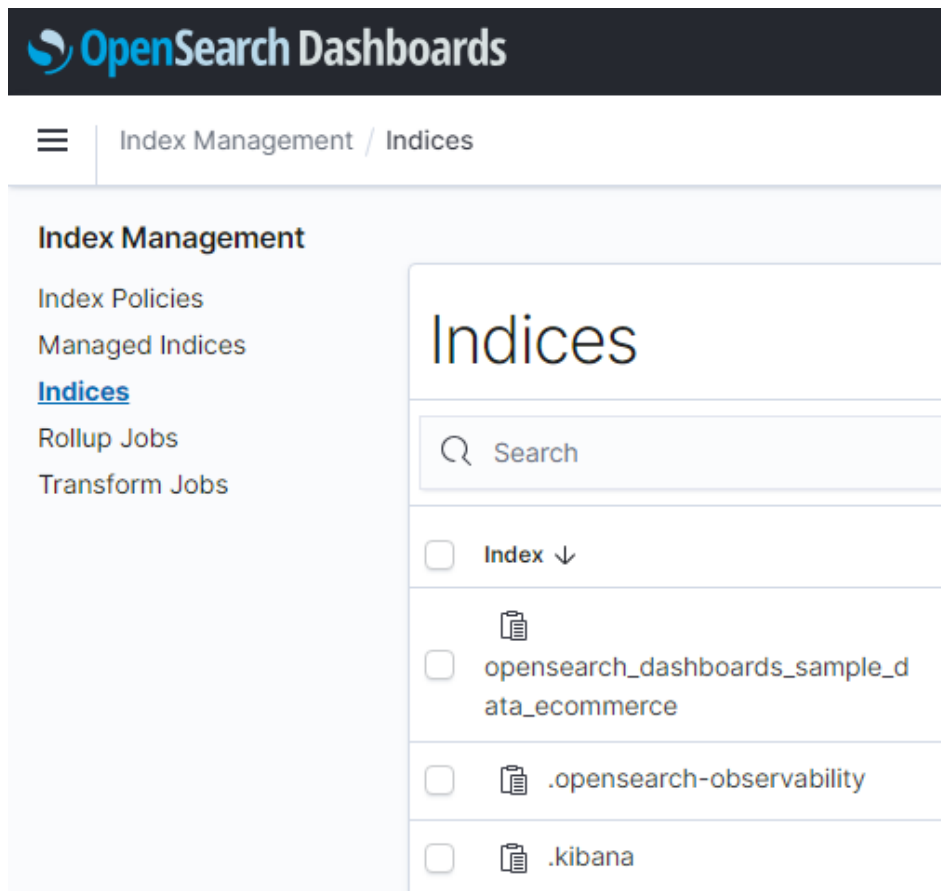 OpenSearch Dashboards
Index Management / Indices
Index Management
Index Policies
Managed Indices
Indices
Rollup Jobs
Transform Jobs
Indices
Search
Index
opensearch_dashboards_sample_d
ata_ecommerce
.opensearch-observability
.kibana